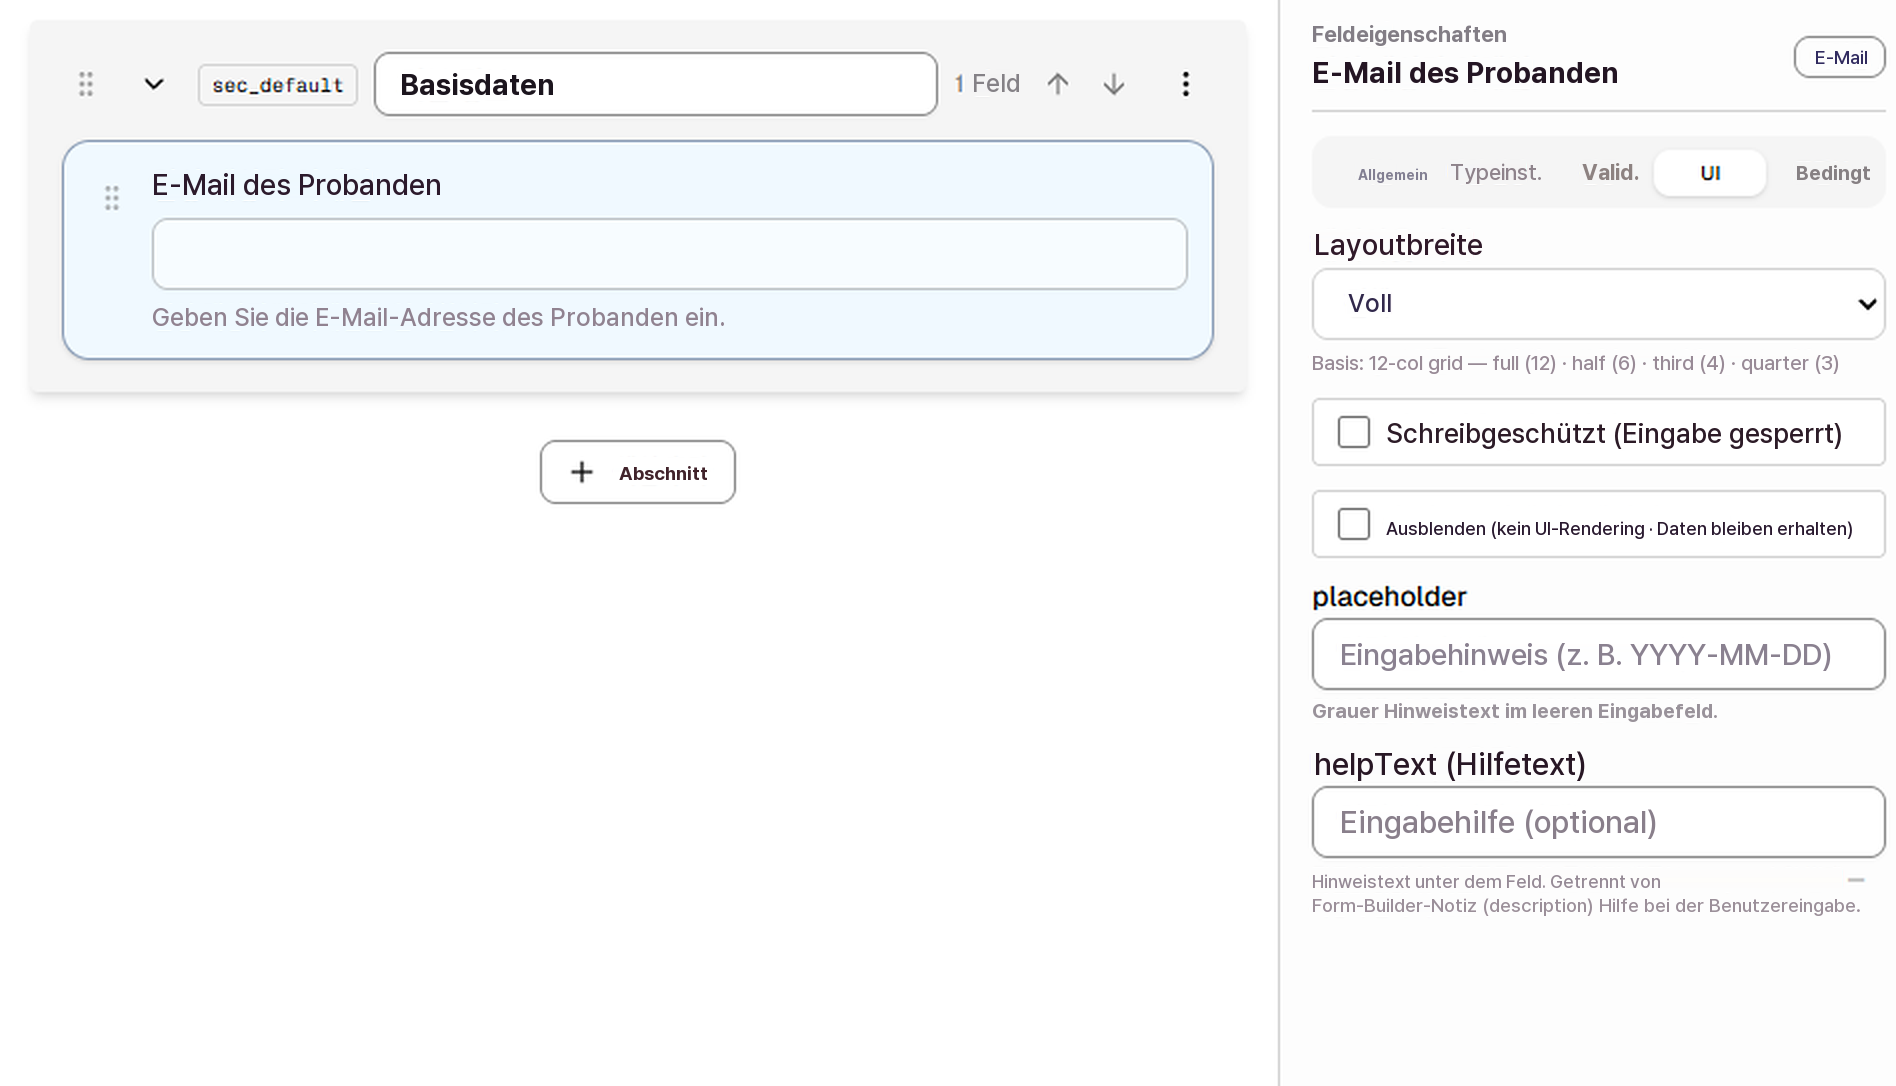 sec_default
Basisdaten
1 Feld
E-Mail des Probanden
Geben Sie die E-Mail-Adresse des Probanden ein.
Abschnitt
Feldeigenschaften
E-Mail des Probanden
E-Mail
Allgemein Typeinst. Valid. UI Bedingt
Layoutbreite
Voll
Basis: 12-col grid — full (12) · half (6) · third (4) · quarter (3)
Schreibgeschützt (Eingabe gesperrt)
Ausblenden (kein UI-Rendering · Daten bleiben erhalten)
placeholder
Eingabehinweis (z. B. YYYY-MM-DD)
Grauer Hinweistext im leeren Eingabefeld.
helpText (Hilfetext)
Eingabehilfe (optional)
Hinweistext unter dem Feld. Getrennt von
Form-Builder-Notiz (description) Hilfe bei der Benutzereingabe.